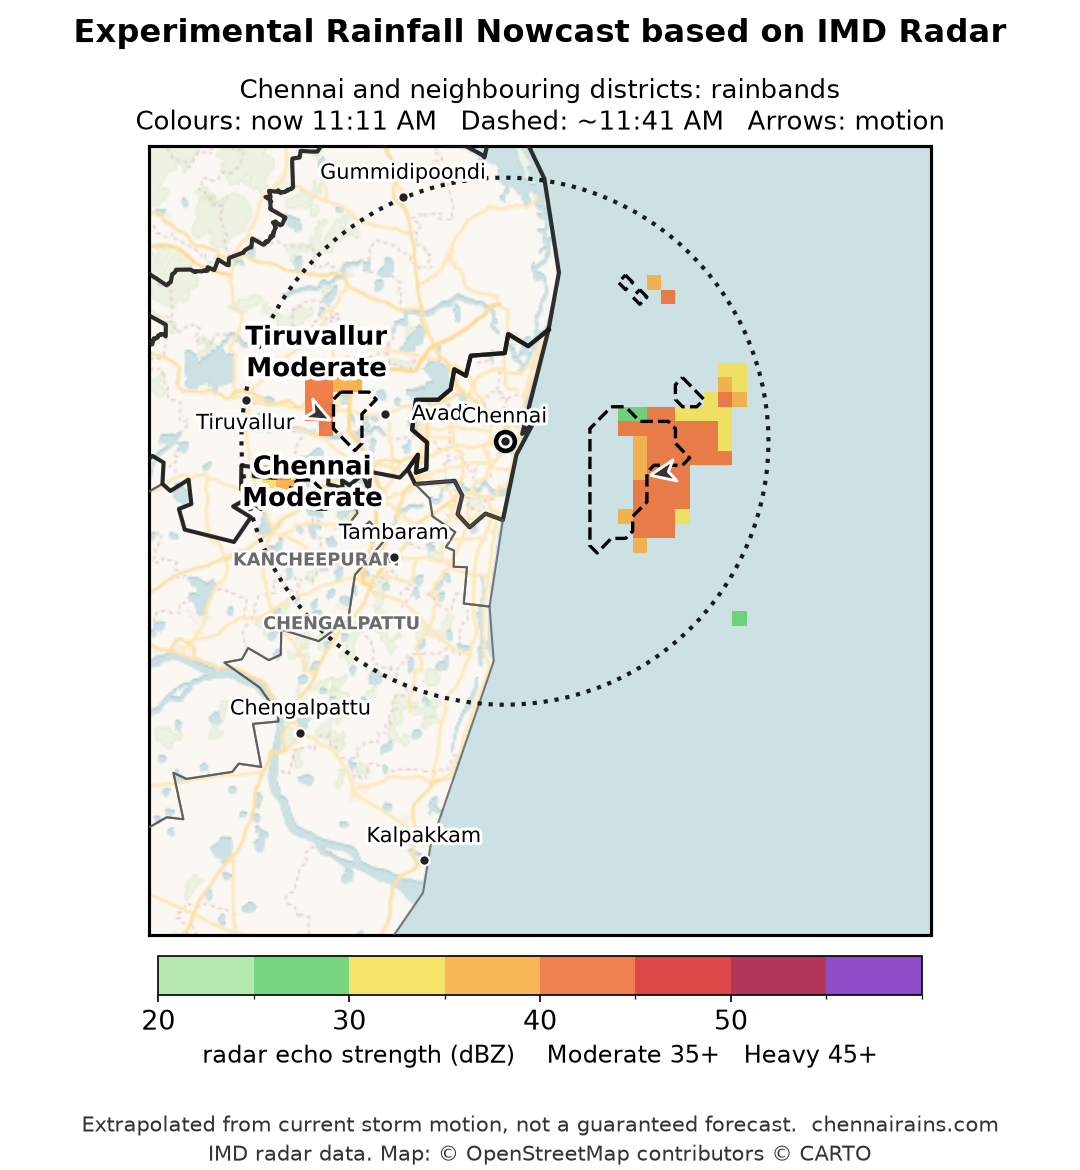 Experimental Rainfall Nowcast based on IMD Radar
Chennai and neighbouring districts: rainbands
Colours: now 11:11 AM   Dashed: ~11:41 AM   Arrows: motion
Gummidipoondi
Tiruvallur
Moderate
Tiruvallur
Avad
Chennai
Chennai
Moderate
Tambaram
KANCHEEPURAM
CHENGALPATTU
Chengalpattu
Kalpakkam
20 30 40 50
radar echo strength (dBZ)   Moderate 35+   Heavy 45+
Extrapolated from current storm motion, not a guaranteed forecast.  chennairains.com
IMD radar data. Map: © OpenStreetMap contributors © CARTO